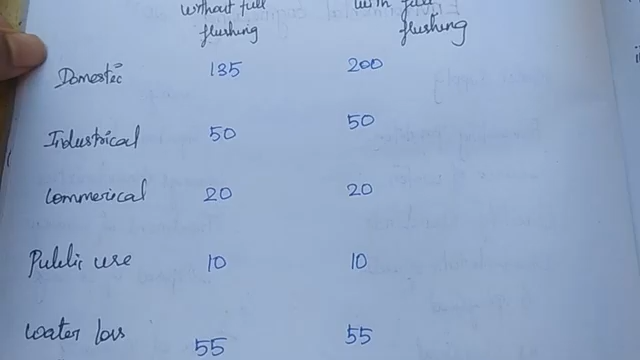 without full with full
flushing flushing
Domestic 135 200
Industrical 50 50
Commerical 20 20
Public use 10 10
Water loss 55 55